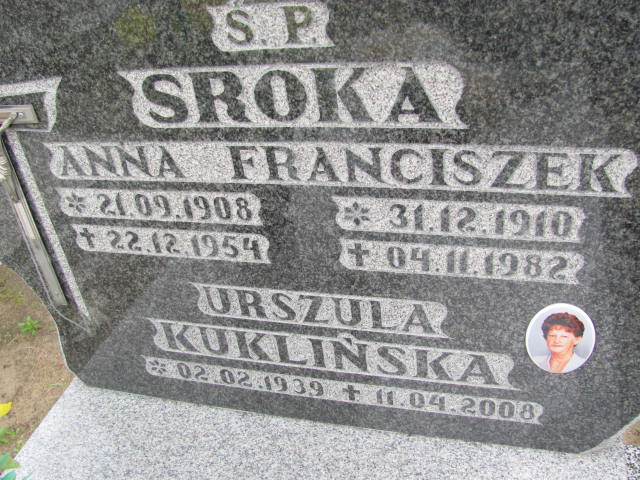 Ś P
SROKA
ANNA FRANCISZEK
* 21.09.1908 * 31.12.1910
+ 22.12.1954 + 04.11.1982
URSZULA
KUKLIŃSKA
* 02.02.1939 + 11.04.2008